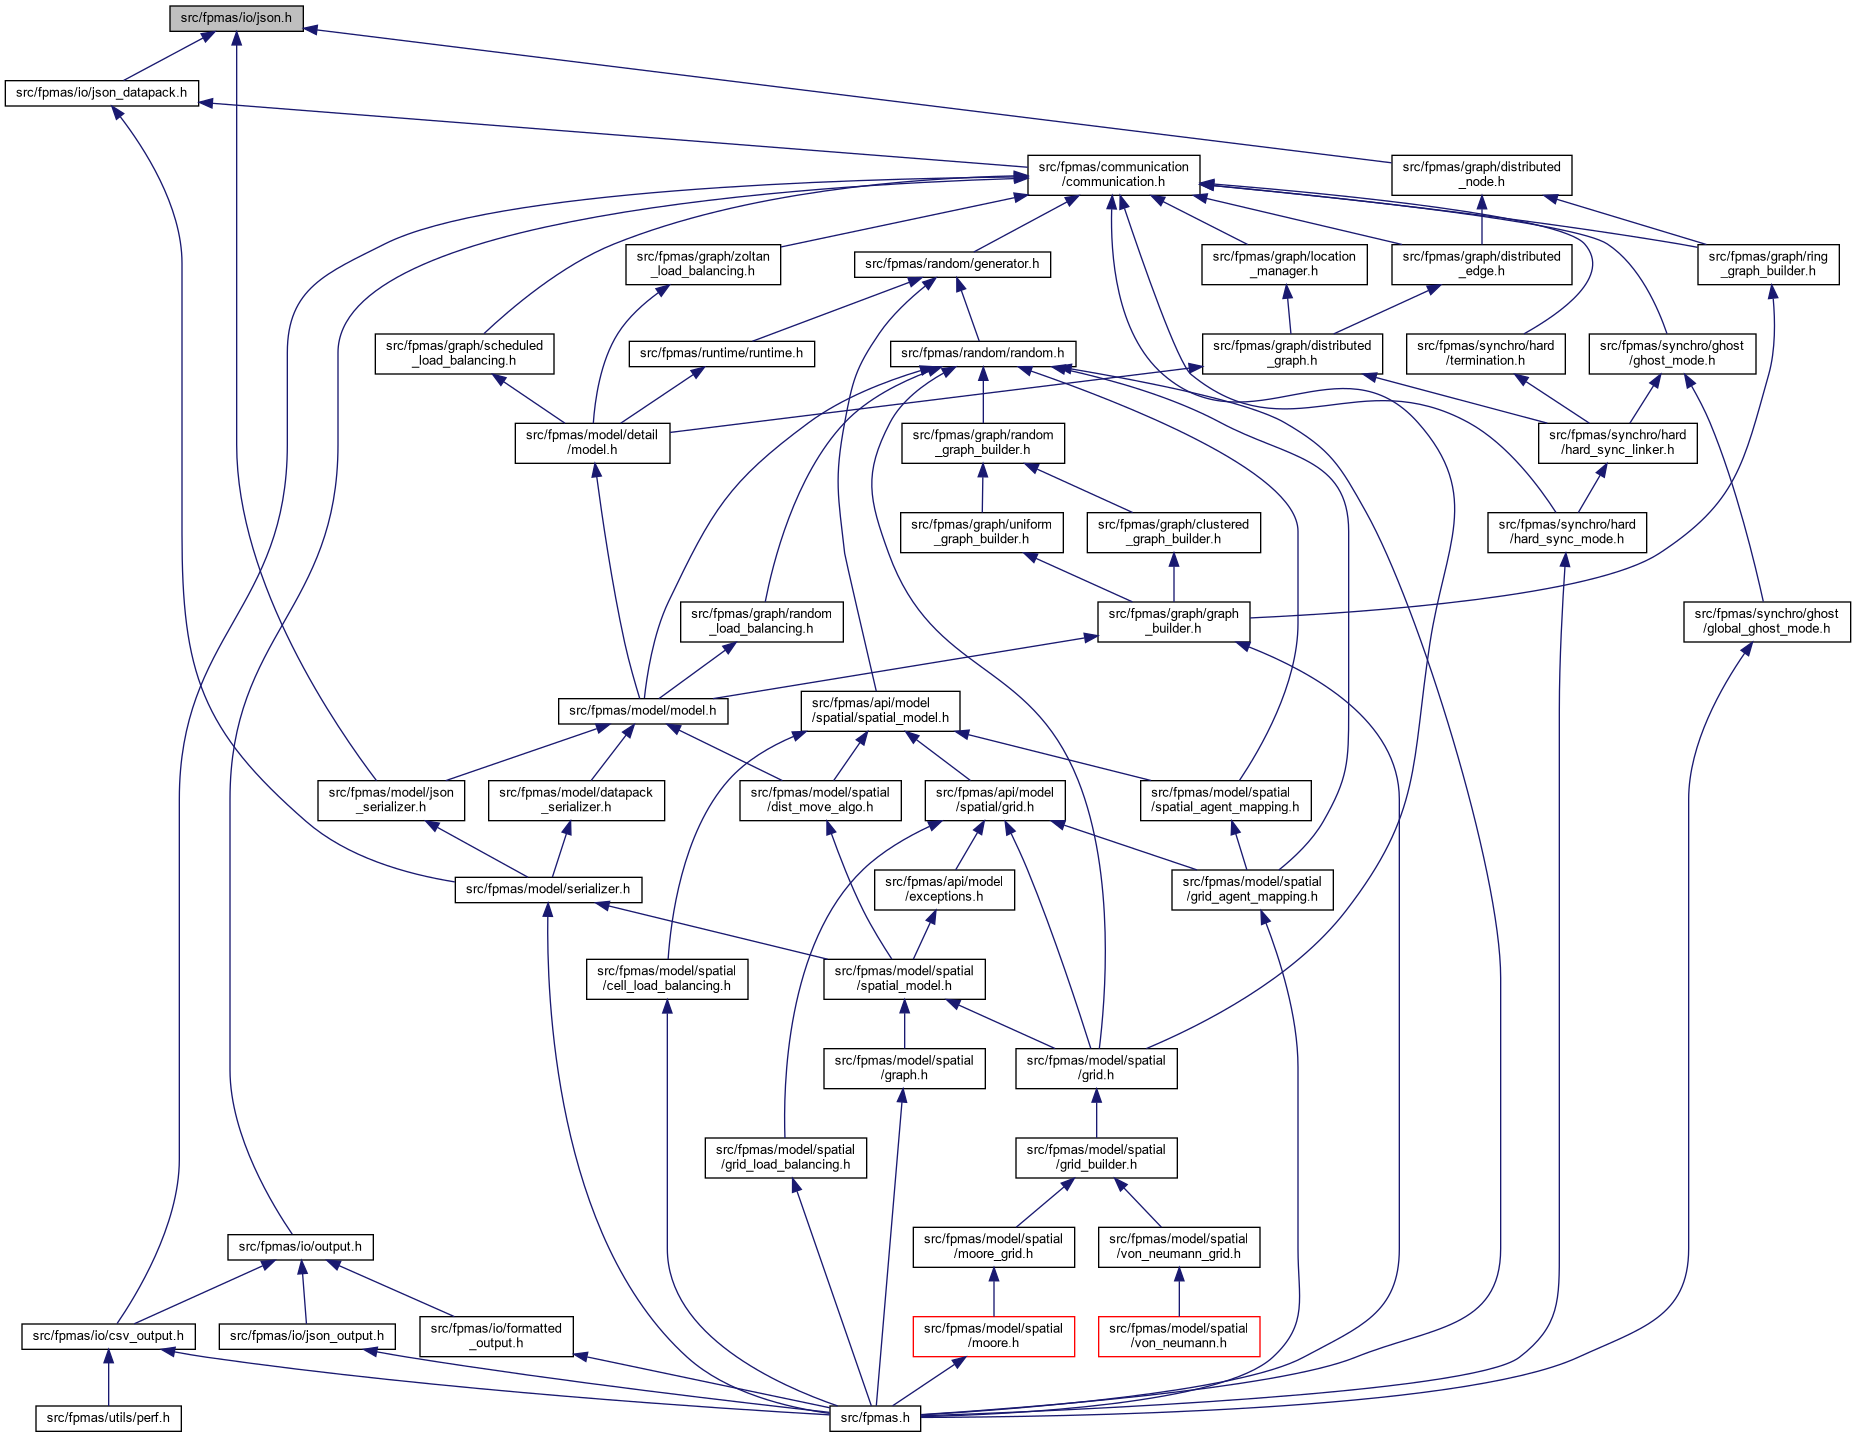 src/fpmas/io/json.h
src/fpmas/io/json_datapack.h
src/fpmas/communication
/communication.h
src/fpmas/graph/distributed
_node.h
src/fpmas/graph/zoltan
_load_balancing.h
src/fpmas/random/generator.h
src/fpmas/graph/location
_manager.h
src/fpmas/graph/distributed
_edge.h
src/fpmas/graph/ring
_graph_builder.h
src/fpmas/graph/scheduled
_load_balancing.h
src/fpmas/runtime/runtime.h
src/fpmas/random/random.h
src/fpmas/graph/distributed
_graph.h
src/fpmas/synchro/hard
/termination.h
src/fpmas/synchro/ghost
/ghost_mode.h
src/fpmas/model/detail
/model.h
src/fpmas/graph/random
_graph_builder.h
src/fpmas/synchro/hard
/hard_sync_linker.h
src/fpmas/graph/uniform
_graph_builder.h
src/fpmas/graph/clustered
_graph_builder.h
src/fpmas/synchro/hard
/hard_sync_mode.h
src/fpmas/graph/random
_load_balancing.h
src/fpmas/graph/graph
_builder.h
src/fpmas/synchro/ghost
/global_ghost_mode.h
src/fpmas/model/model.h
src/fpmas/api/model
/spatial/spatial_model.h
src/fpmas/model/json
_serializer.h
src/fpmas/model/datapack
_serializer.h
src/fpmas/model/spatial
/dist_move_algo.h
src/fpmas/api/model
/spatial/grid.h
src/fpmas/model/spatial
/spatial_agent_mapping.h
src/fpmas/model/serializer.h
src/fpmas/api/model
/exceptions.h
src/fpmas/model/spatial
/grid_agent_mapping.h
src/fpmas/model/spatial
/cell_load_balancing.h
src/fpmas/model/spatial
/spatial_model.h
src/fpmas/model/spatial
/graph.h
src/fpmas/model/spatial
/grid.h
src/fpmas/model/spatial
/grid_load_balancing.h
src/fpmas/model/spatial
/grid_builder.h
src/fpmas/io/output.h
src/fpmas/model/spatial
/moore_grid.h
src/fpmas/model/spatial
/von_neumann_grid.h
src/fpmas/io/csv_output.h
src/fpmas/io/json_output.h
src/fpmas/io/formatted
_output.h
src/fpmas/model/spatial
/moore.h
src/fpmas/model/spatial
/von_neumann.h
src/fpmas/utils/perf.h
src/fpmas.h